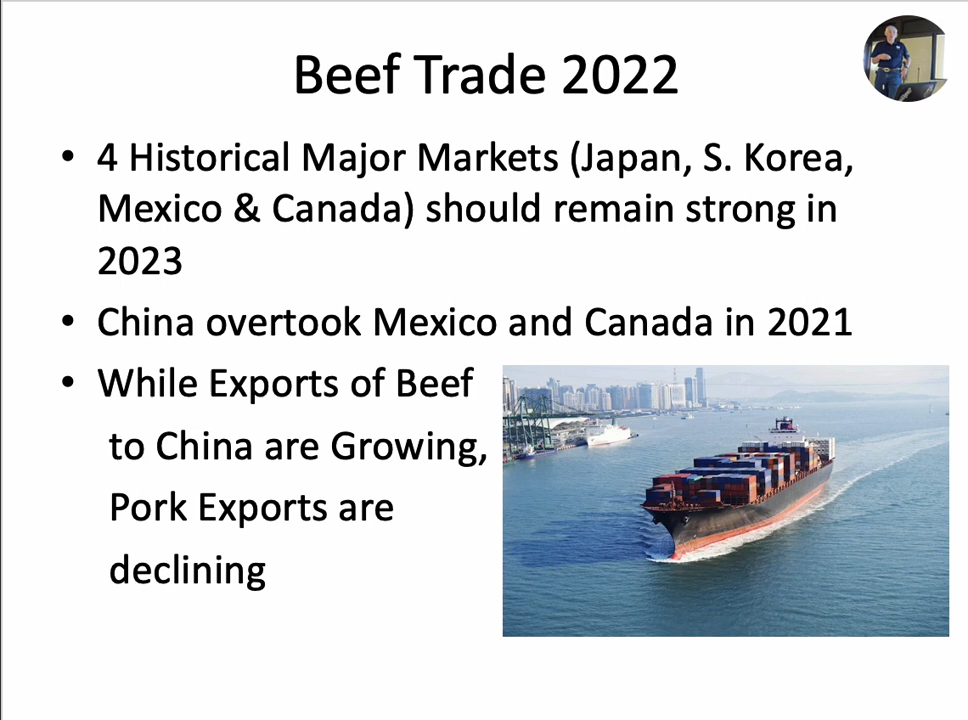 Beef Trade 2022
• 4 Historical Major Markets (Japan, S. Korea,
Mexico & Canada) should remain strong in
2023
• China overtook Mexico and Canada in 2021
• While Exports of Beef
to China are Growing,
Pork Exports are
declining